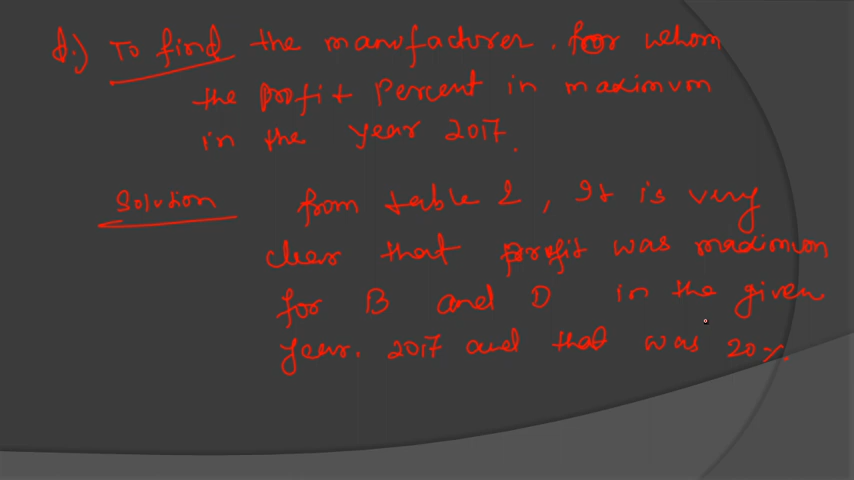 d.) To find the manufacturer. for whom
the profit percent in maximum
in the year 2017.
Solution from table 2, It is very
clear that profit was maximum
for B and D in the given
year. 2017 and that was 20%.